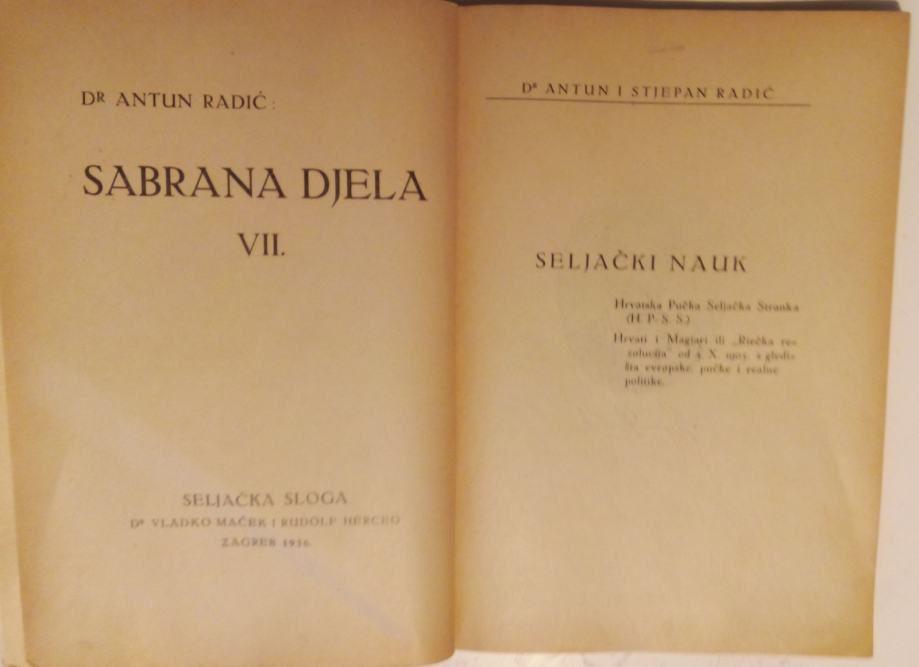 DR ANTUN RADIĆ:
SABRANA DJELA
VII.
SELJAČKA SLOGA
DR VLADKO MAČEK I RUDOLF HERCEG
ZAGREB 1936.
DR ANTUN I STJEPAN RADIĆ
SELJAČKI NAUK
Hrvatska Pučka Seljačka Stranka
(H. P. S. S.)
Hrvati i Magjari ili „Riečka re-
zolucija" od 4. X. 1905. s gledi-
šta evropske, pučke i realne
politike.